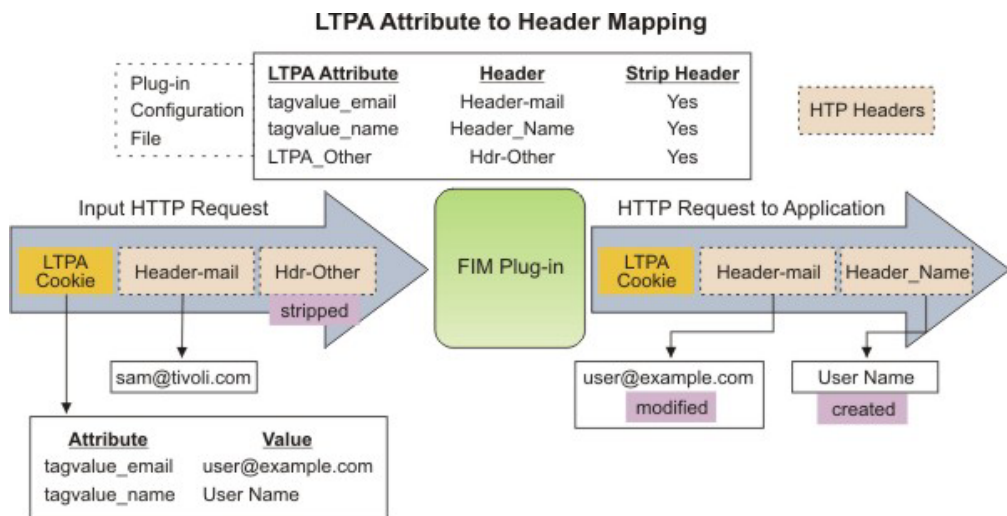 LTPA Attribute to Header Mapping
Plug-in
Configuration
File
LTPA Attribute Header Strip Header
tagvalue_email Header-mail Yes
tagvalue_name Header_Name Yes
LTPA_Other Hdr-Other Yes
HTP Headers
Input HTTP Request
LTPA
Cookie
Header-mail
Hdr-Other
stripped
sam@tivoli.com
Attribute Value
tagvalue_email user@example.com
tagvalue_name User Name
FIM Plug-in
HTTP Request to Application
LTPA
Cookie
Header-mail
Header_Name
user@example.com
modified
User Name
created